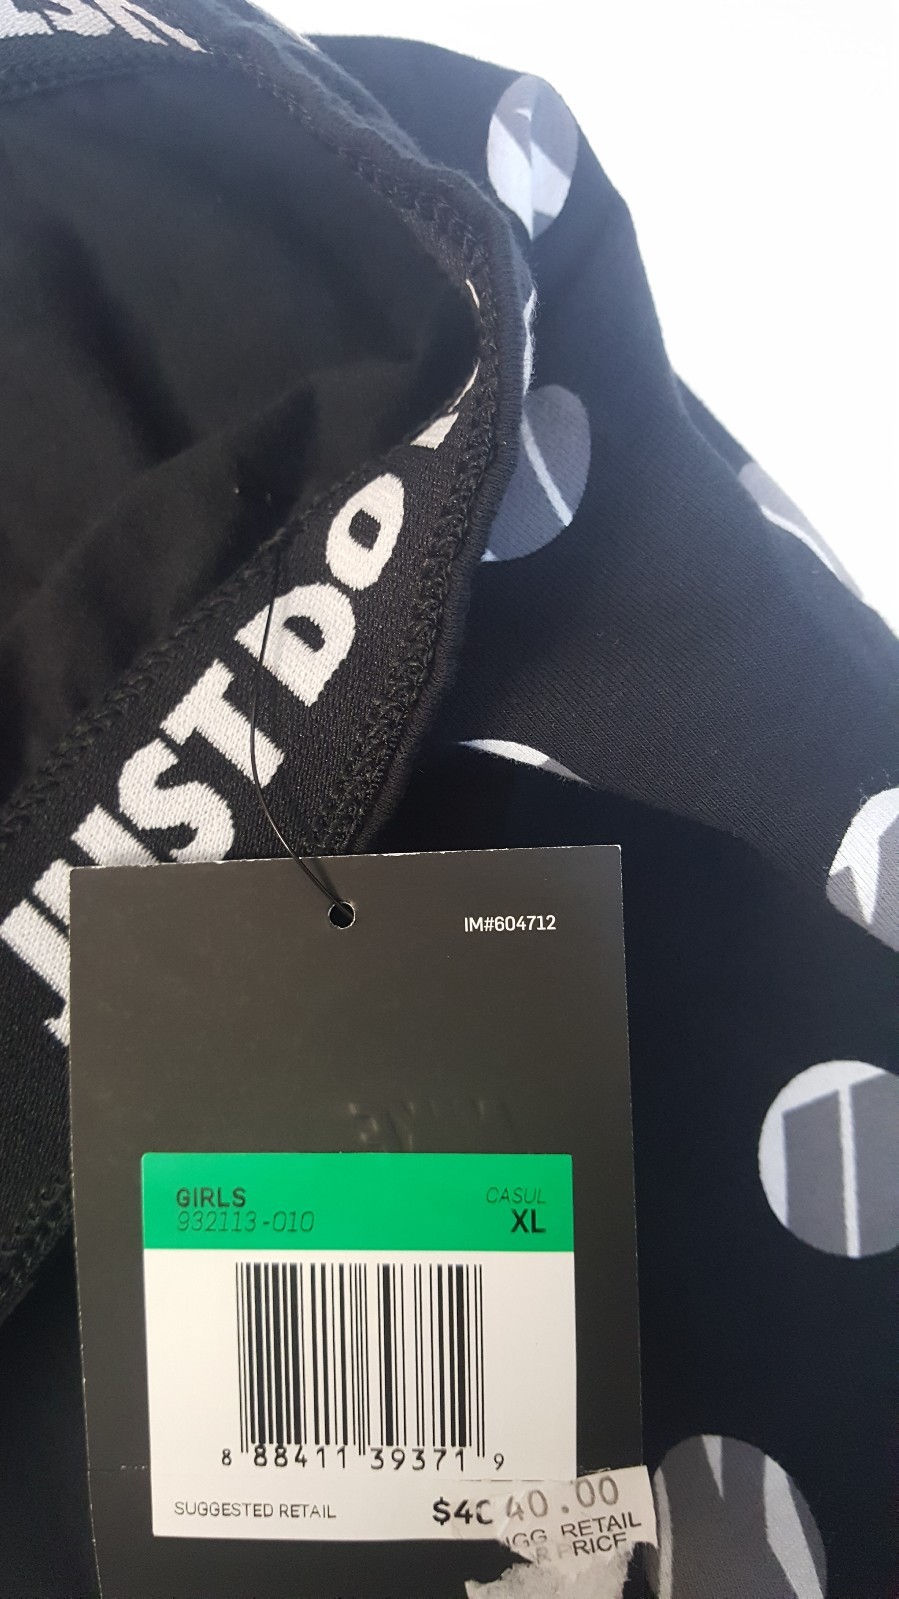 JUST DO
IM#604712
GIRLS
932113-010
CASUL
XL
8 88411 39371 9
SUGGESTED RETAIL
$40
40.00
RETAIL
PRICE